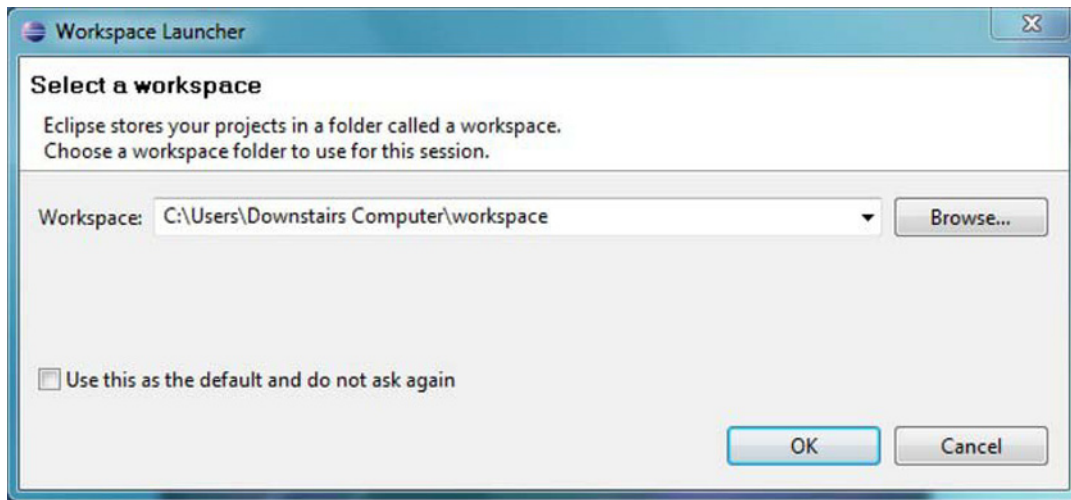 Workspace Launcher
Select a workspace
Eclipse stores your projects in a folder called a workspace.
Choose a workspace folder to use for this session.
Workspace: C:\Users\Downstairs Computer\workspace Browse...
Use this as the default and do not ask again
OK Cancel